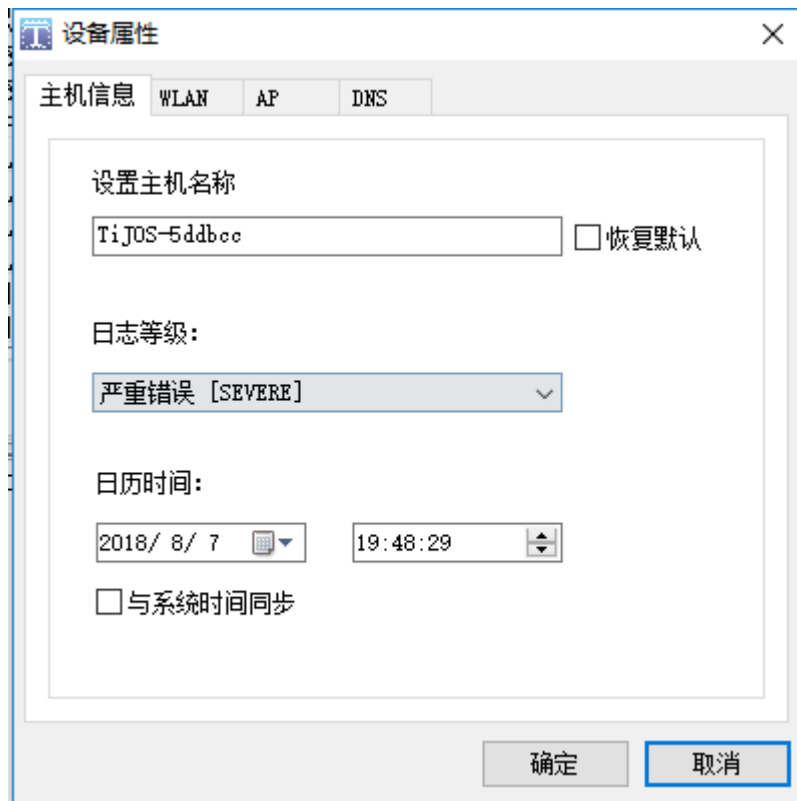 设备属性
主机信息 WLAN AP DNS
设置主机名称
TiJOS-5ddbcc
恢复默认
日志等级:
严重错误 [SEVERE]
日历时间:
2018/ 8/ 7 19:48:29
与系统时间同步
确定 取消